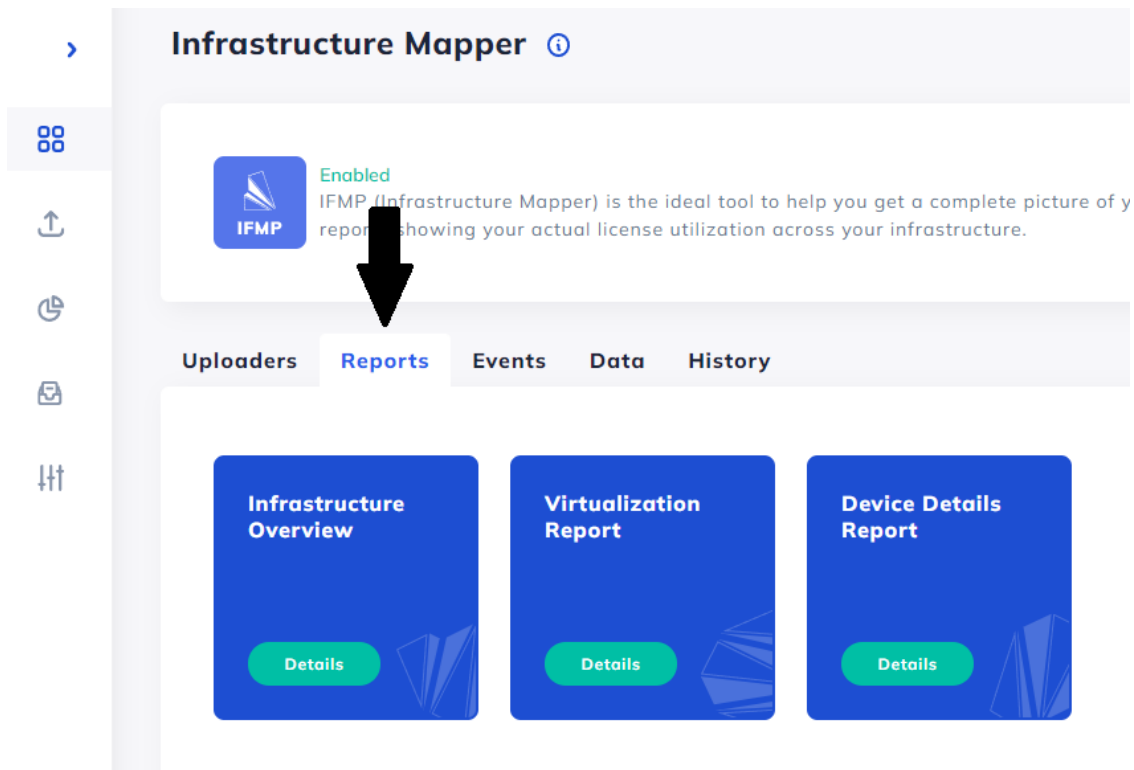 Infrastructure Mapper
Enabled
IFMP (Infrastructure Mapper) is the ideal tool to help you get a complete picture of y
IFMP
showing your actual license utilization across your infrastructure.
Uploaders Reports Events Data History
Infrastructure Overview
Virtualization Report
Device Details Report
Details
Details
Details